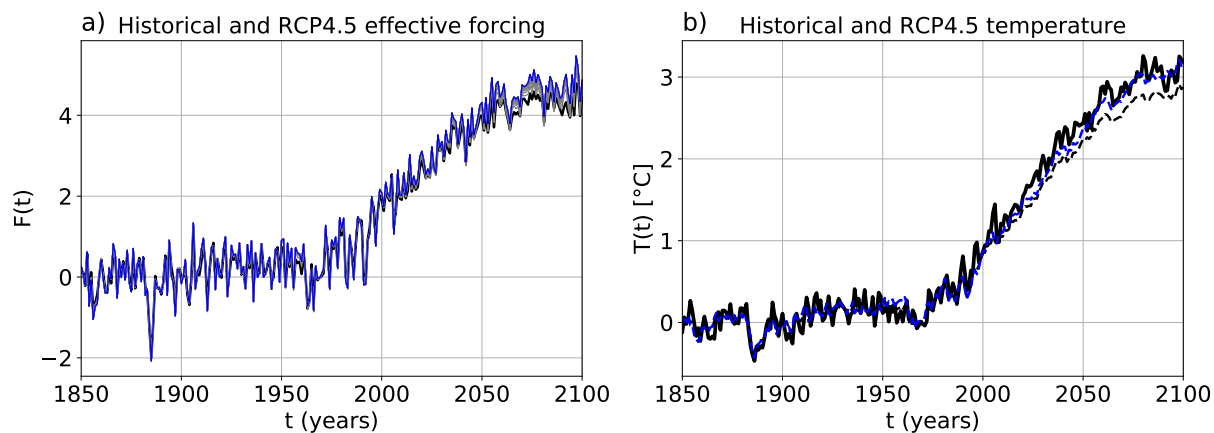 a) Historical and RCP4.5 effective forcing
F(t)
4
2
0
−2
1850 1900 1950 2000 2050 2100
t (years)
b) Historical and RCP4.5 temperature
T(t) [°C]
3
2
1
0
1850 1900 1950 2000 2050 2100
t (years)